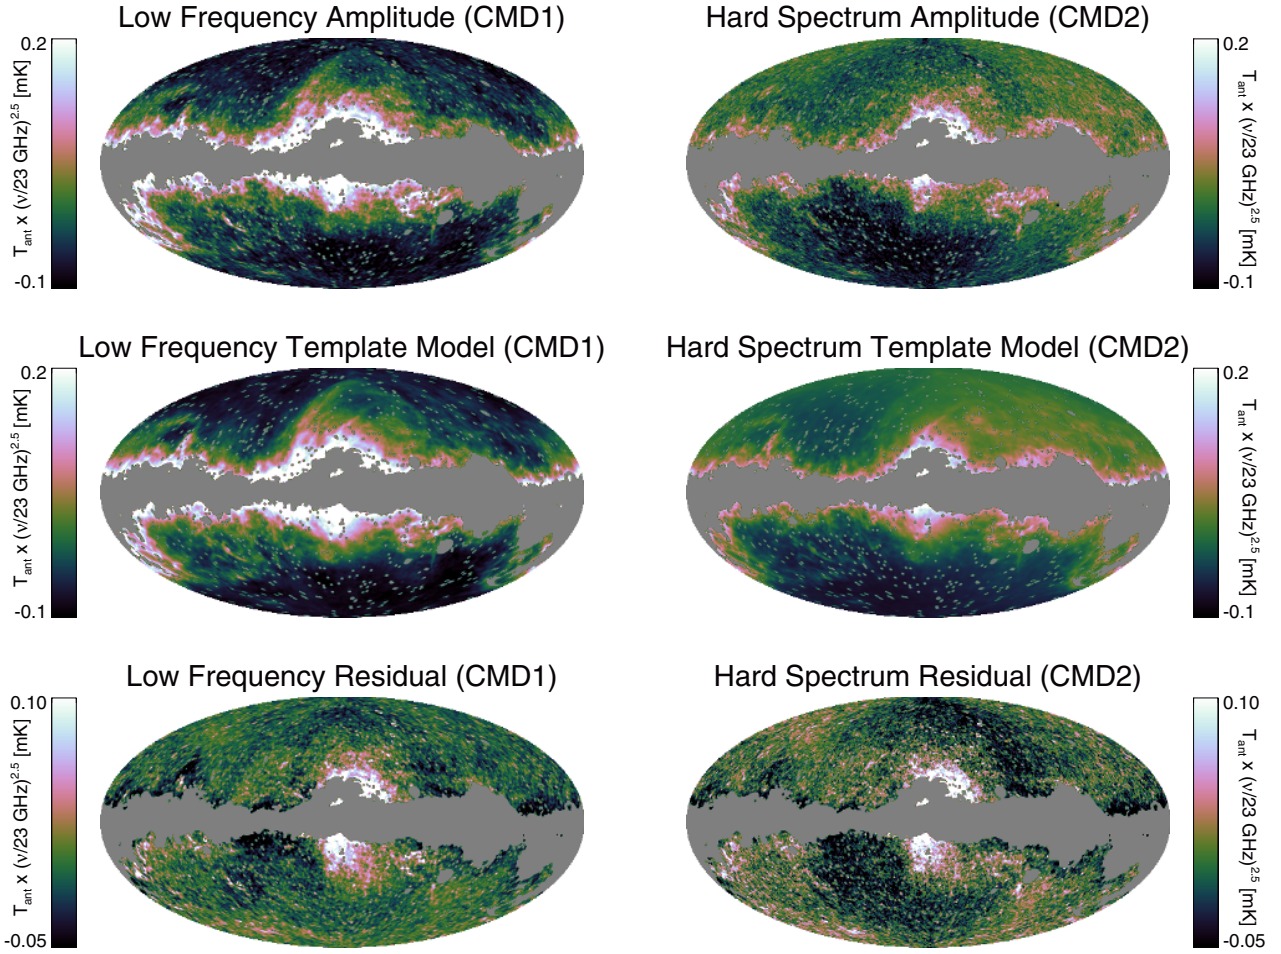 Low Frequency Amplitude (CMD1)
Hard Spectrum Amplitude (CMD2)
0.2
T_ant x (ν/23 GHz)^2.5 [mK]
-0.1
0.2
T_ant x (ν/23 GHz)^2.5 [mK]
-0.1
Low Frequency Template Model (CMD1)
Hard Spectrum Template Model (CMD2)
0.2
T_ant x (ν/23 GHz)^2.5 [mK]
-0.1
0.2
T_ant x (ν/23 GHz)^2.5 [mK]
-0.1
Low Frequency Residual (CMD1)
Hard Spectrum Residual (CMD2)
0.10
T_ant x (ν/23 GHz)^2.5 [mK]
-0.05
0.10
T_ant x (ν/23 GHz)^2.5 [mK]
-0.05